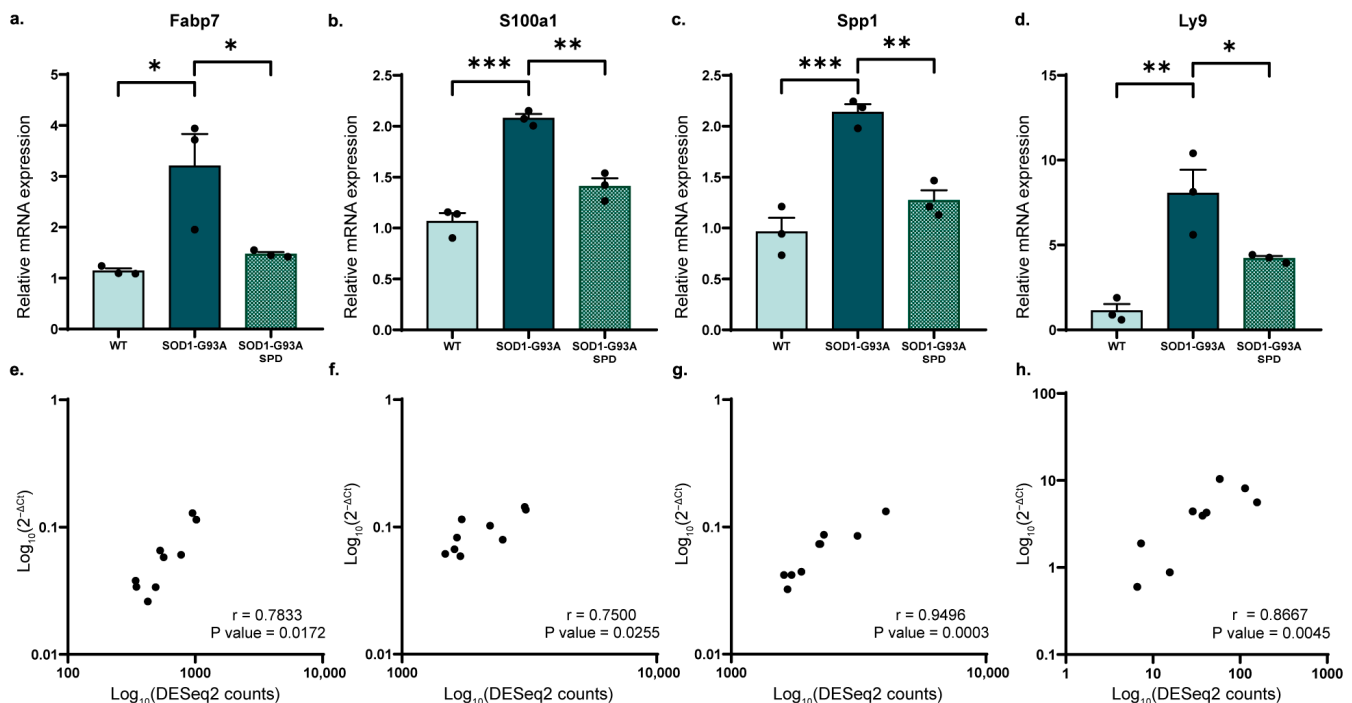 a.
Fabp7
*
*
Relative mRNA expression
5
4
3
2
1
0
WT
SOD1-G93A
SOD1-G93A
SPD
b.
S100a1
***
**
Relative mRNA expression
2.5
2.0
1.5
1.0
0.5
0.0
WT
SOD1-G93A
SOD1-G93A
SPD
c.
Spp1
***
**
Relative mRNA expression
2.5
2.0
1.5
1.0
0.5
0.0
WT
SOD1-G93A
SOD1-G93A
SPD
d.
Ly9
**
*
Relative mRNA expression
15
10
5
0
WT
SOD1-G93A
SOD1-G93A
SPD
e.
Log₁₀(2⁻ΔCt)
1
0.1
0.01
r = 0.7833
P value = 0.0172
100
1000
10,000
Log₁₀(DESeq2 counts)
f.
Log₁₀(2⁻ΔCt)
1
0.1
0.01
r = 0.7500
P value = 0.0255
1000
10,000
Log₁₀(DESeq2 counts)
g.
Log₁₀(2⁻ΔCt)
1
0.1
0.01
r = 0.9496
P value = 0.0003
1000
10,000
Log₁₀(DESeq2 counts)
h.
Log₁₀(2⁻ΔCt)
100
10
1
0.1
r = 0.8667
P value = 0.0045
1
10
100
1000
Log₁₀(DESeq2 counts)